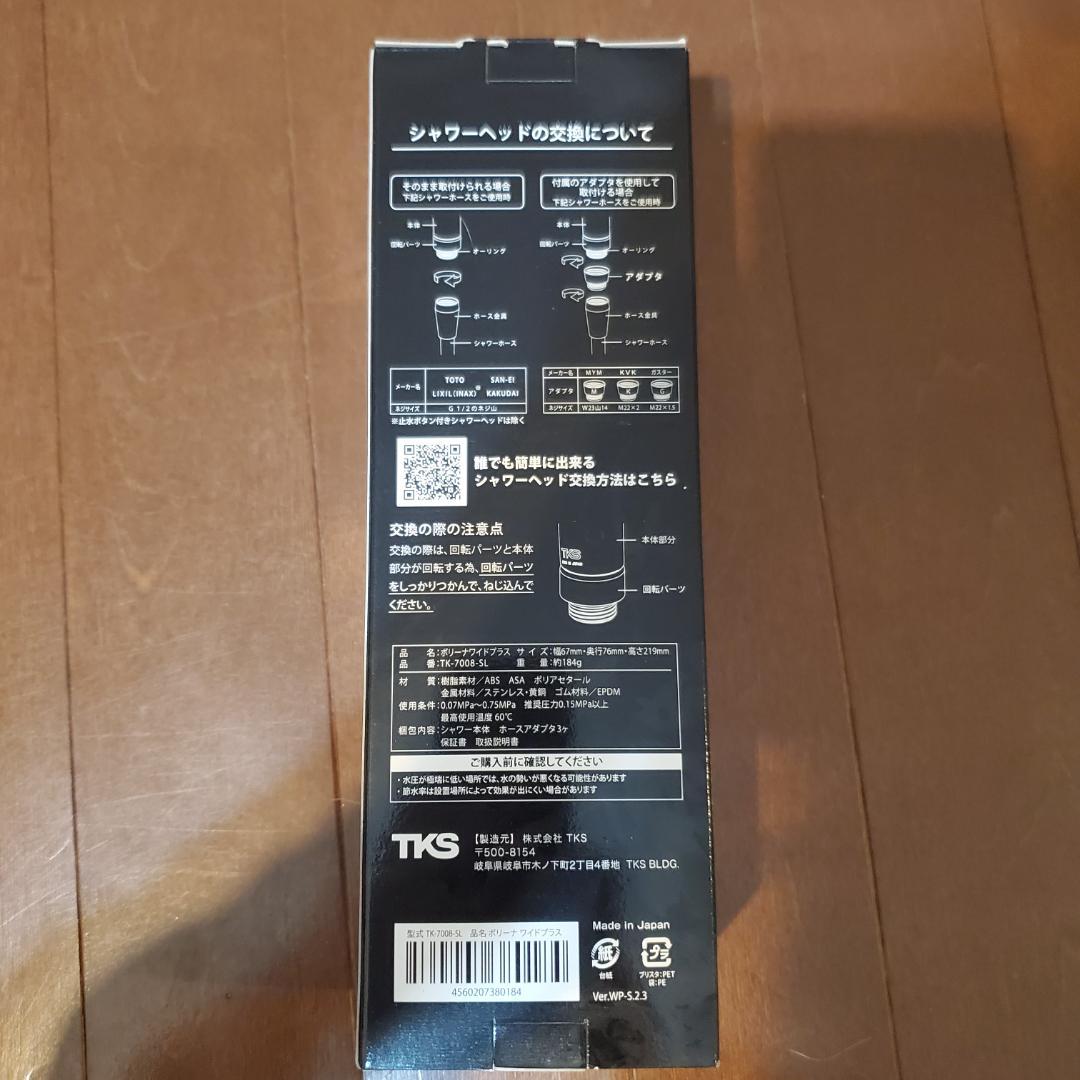 シャワーヘッドの交換について
そのまま取付けられる場合
下記シャワーホースをご使用時
本体
回転パーツ
オーリング
ホース金具
シャワーホース
メーカー名
TOTO SAN-EI
※
LIXIL(INAX) KAKUDAI
ネジサイズ G 1/2のネジ山
※止水ボタン付きシャワーヘッドは除く
付属のアダプタを使用して
取付ける場合
下記シャワーホースをご使用時
本体
回転パーツ
オーリング
アダプタ
ホース金具
シャワーホース
メーカー名 MYM KVK ガスター
アダプタ M K G
ネジサイズ W23山14 M22×2 M22×1.5
誰でも簡単に出来る
シャワーヘッド交換方法はこちら
交換の際の注意点
交換の際は、回転パーツと本体
部分が回転する為、回転パーツ
をしっかりつかんで、ねじ込んで
ください。
TKS
本体部分
回転パーツ
品 名:ボリーナワイドプラス サイズ:幅67mm・奥行76mm・高さ219mm
品 番:TK-7008-SL 重 量:約184g
材 質:樹脂素材/ABS ASA ポリアセタール
金属材料/ステンレス・黄銅 ゴム材料/EPDM
使用条件:0.07MPa~0.75MPa 推奨圧力0.15MPa以上
最高使用温度 60℃
梱包内容:シャワー本体 ホースアダプタ3ヶ
保証書 取扱説明書
ご購入前に確認してください
・水圧が極端に低い場所では、水の勢いが悪くなる可能性があります
・節水率は設置場所によって効果が出にくい場合があります
TKS
【製造元】 株式会社 TKS
〒500-8154
岐阜県岐阜市木ノ下町2丁目4番地 TKS BLDG.
型式 TK-7008-SL 品名 ボリーナ ワイドプラス
4560207380184
Made in Japan
紙
台紙
プラ
ブリスタ:PET
袋:PE
Ver.WP-S.2.3